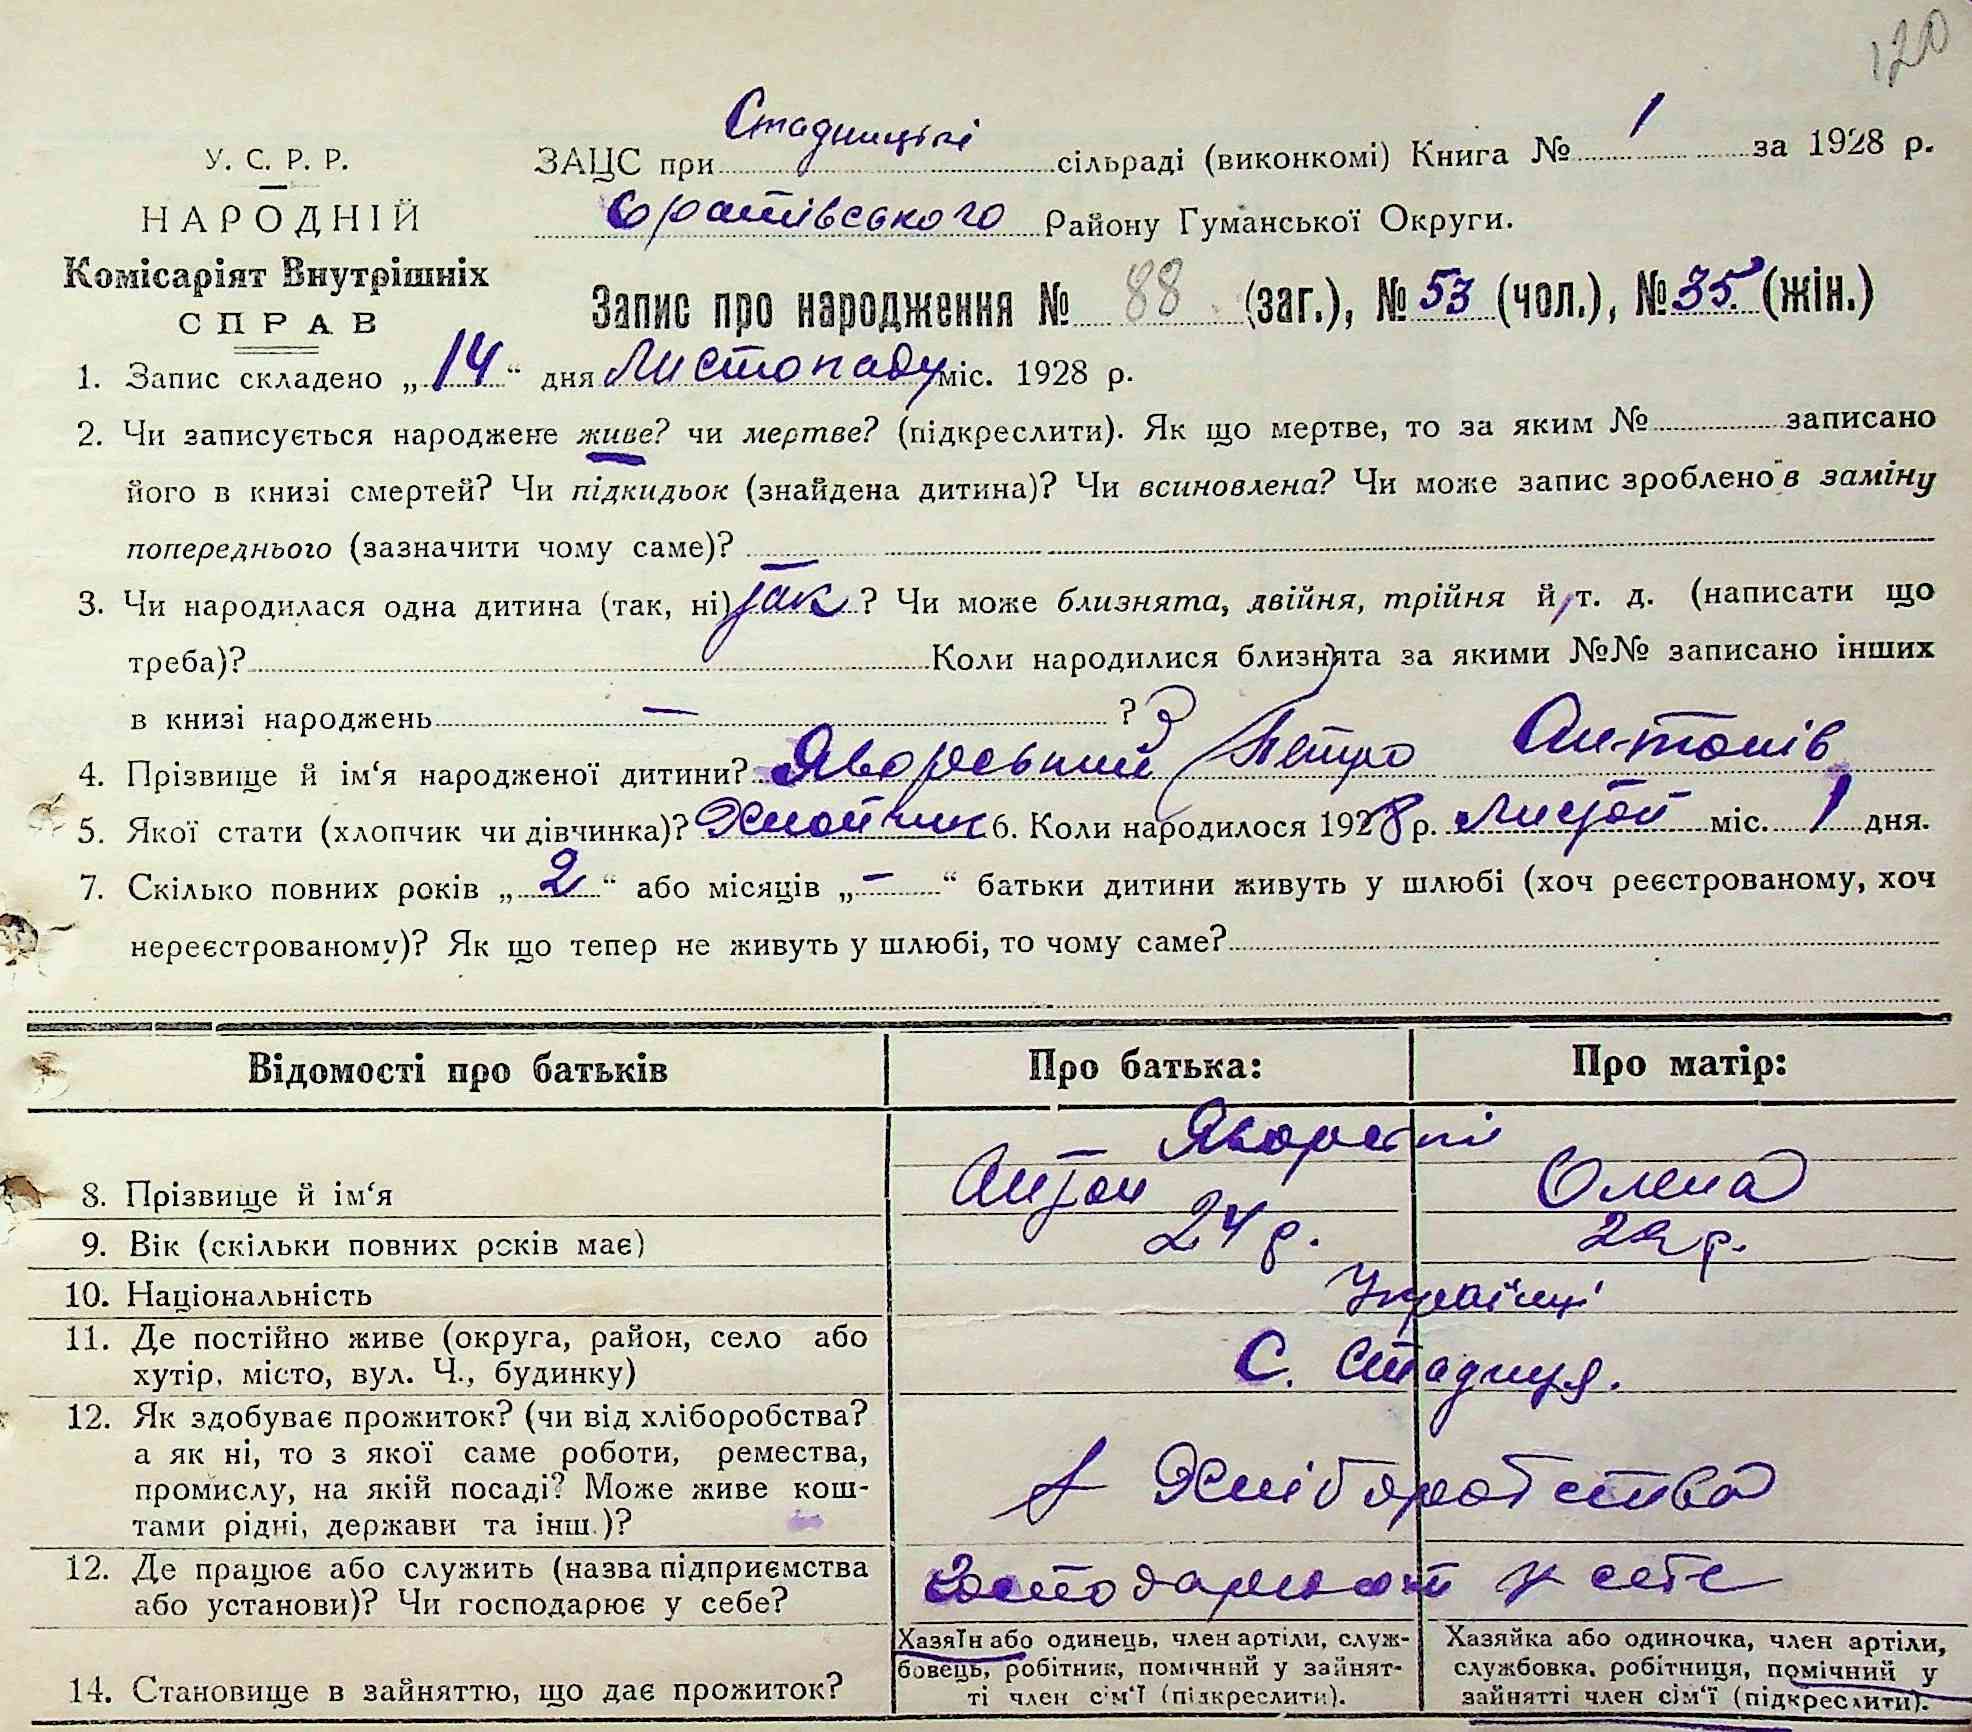 120
У. С. Р. Р.
НАРОДНІЙ
Комісаріят Внутрішніх
СПРАВ
ЗАЦС при Стадницькі сільраді (виконкомі) Книга № 1 за 1928 р.
Оратівського Району Гуманської Округи.
Запис про народження № 88 (заг.), № 53 (чол.), № 35 (жін.)
1. Запис складено „14“ дня Листопаду міс. 1928 р.
2. Чи записується народжене живе? чи мертве? (підкреслити). Як що мертве, то за яким № записано
його в книзі смертей? Чи підкидьок (знайдена дитина)? Чи всиновлена? Чи може запис зроблено в заміну
попереднього (зазначити чому саме)?
3. Чи народилася одна дитина (так, ні) так? Чи може близнята, двійня, трійня й т. д. (написати що
треба)? Коли народилися близнята за якими №№ записано інших
в книзі народжень — ?
4. Прізвище й ім‘я народженої дитини? Яворський Петро Антонів
5. Якої стати (хлопчик чи дівчинка)? Хлопчик 6. Коли народилося 1928 р. Листоп міс. 1 дня.
7. Скілько повних років „2“ або місяців „—“ батьки дитини живуть у шлюбі (хоч реєстрованому, хоч
нереєстрованому)? Як що тепер не живуть у шлюбі, то чому саме?
Відомості про батьків Про батька: Про матір:
Яворські
8. Прізвище й ім‘я Антон Олена
9. Вік (скільки повних років має) 24 р. 22 р.
10. Національність Українці
11. Де постійно живе (округа, район, село або
хутір, місто, вул. Ч., будинку) С. Стадниця.
12. Як здобуває прожиток? (чи від хліборобства?
а як ні, то з якої саме роботи, ремества,
промислу, на якій посаді? Може живе кош-
тами рідні, держави та інш.)? Хліборобства
12. Де працює або служить (назва підприємства
або установи)? Чи господарює у себе? у себе
14. Становище в зайняттю, що дає прожиток?
Хазяїн або одинець, член артіли, служ-
бовець, робітник, помічний у зайнят-
ті член сім‘ї (підкреслити).
Хазяйка або одиночка, член артіли,
службовка, робітниця, помічний у
зайнятті член сім‘ї (підкреслити).